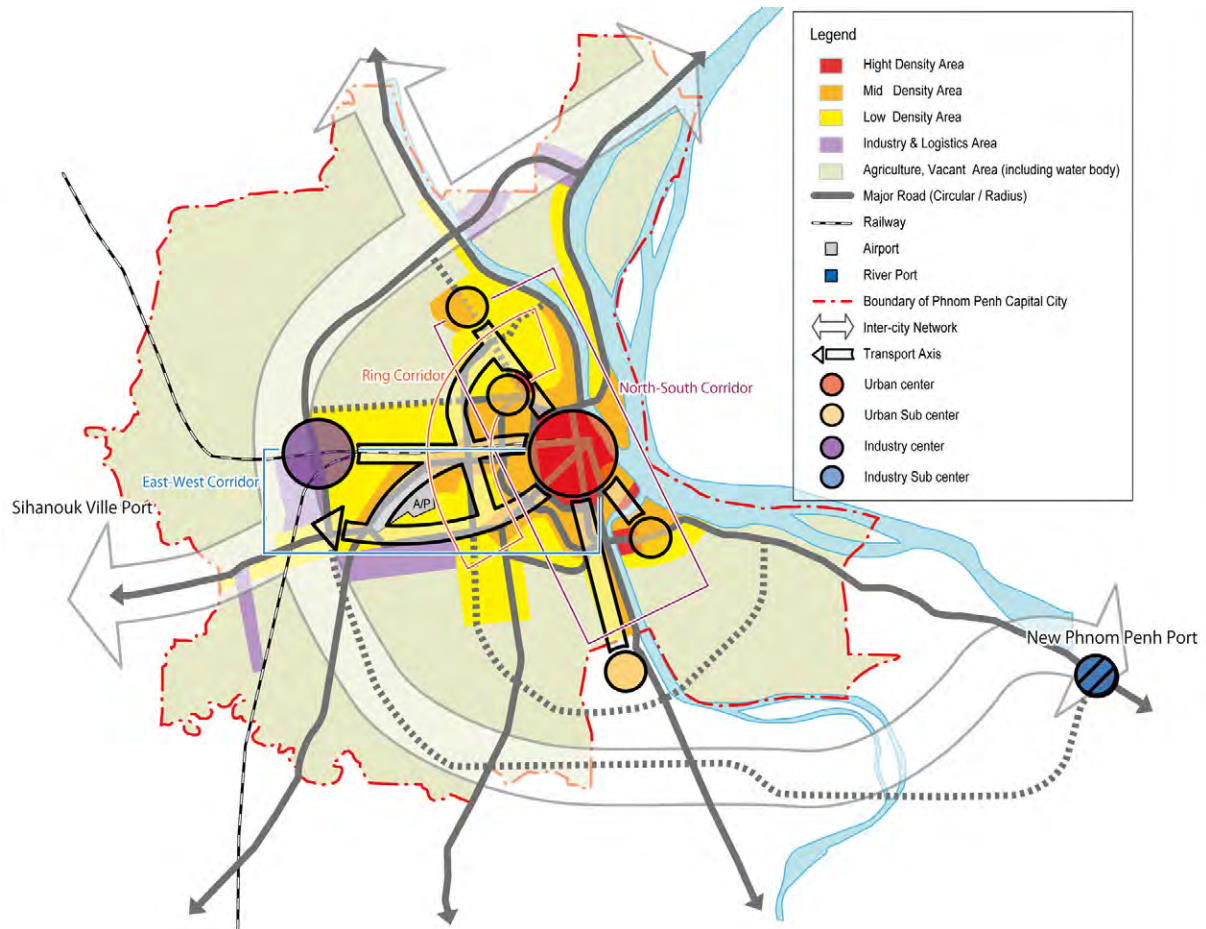 Legend
Hight Density Area
Mid Density Area
Low Density Area
Industry & Logistics Area
Agriculture, Vacant Area (including water body)
Major Road (Circular / Radius)
Railway
Airport
River Port
Boundary of Phnom Penh Capital City
Inter-city Network
Transport Axis
Urban center
Urban Sub center
Industry center
Industry Sub center
Ring Corridor
North-South Corridor
East-West Corridor
Sihanouk Ville Port
A/P
New Phnom Penh Port